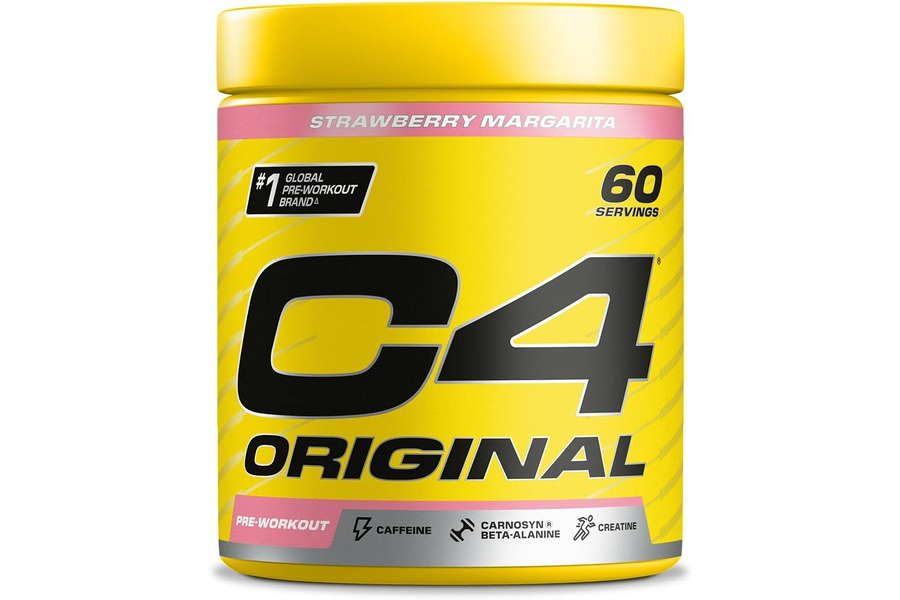 STRAWBERRY MARGARITA
#1 GLOBAL
PRE-WORKOUT
BRAND∆
60
SERVINGS
C4®
ORIGINAL
PRE-WORKOUT
CAFFEINE
CARNOSYN®
BETA-ALANINE
CREATINE